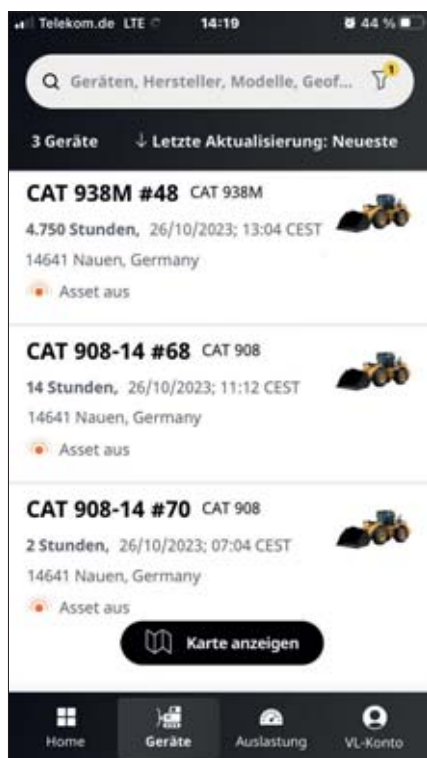 Telekom.de LTE 14:19 44 %
Geräten, Hersteller, Modelle, Geof... 1
3 Geräte ↓ Letzte Aktualisierung: Neueste
CAT 938M #48 CAT 938M
4.750 Stunden, 26/10/2023; 13:04 CEST
14641 Nauen, Germany
Asset aus
CAT 908-14 #68 CAT 908
14 Stunden, 26/10/2023; 11:12 CEST
14641 Nauen, Germany
Asset aus
CAT 908-14 #70 CAT 908
2 Stunden, 26/10/2023; 07:04 CEST
14641 Nauen, Germany
Asset aus
Karte anzeigen
Home Geräte Auslastung VL-Konto